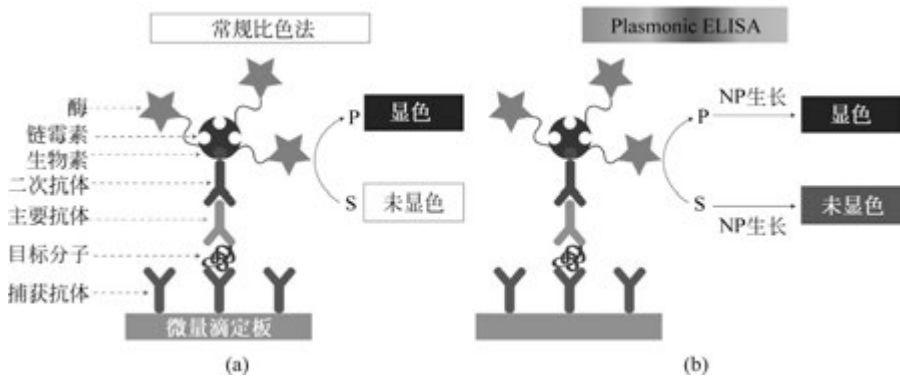 常规比色法
Plasmonic ELISA
酶
链霉素
生物素
二次抗体
主要抗体
目标分子
捕获抗体
P
显色
S
未显色
微量滴定板
(a)
NP生长
P
显色
S
NP生长
未显色
(b)